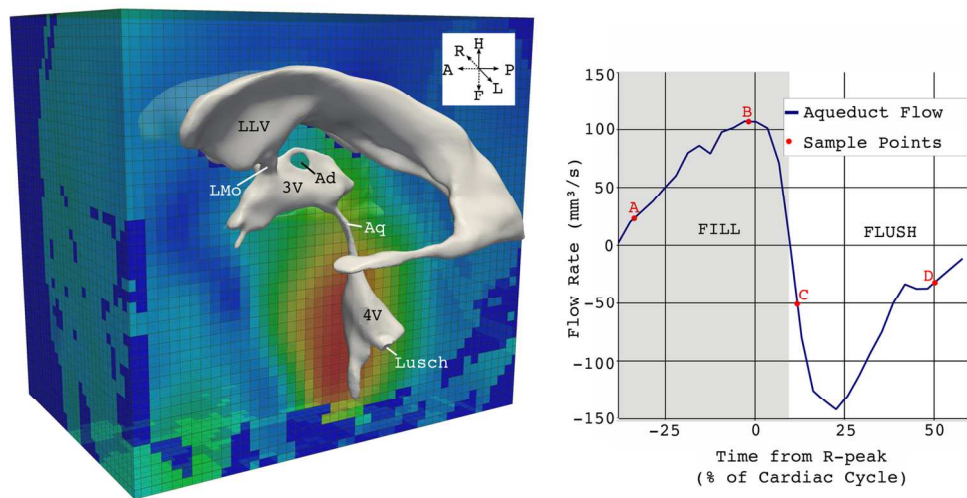 H
R
A
P
L
F
LLV
LMo
3V
Ad
Aq
4V
Lusch
150
100
50
0
-50
-100
-150
Flow Rate (mm³/s)
A
B
C
D
FILL
FLUSH
Aqueduct Flow
Sample Points
-25
0
25
50
Time from R-peak
(% of Cardiac Cycle)